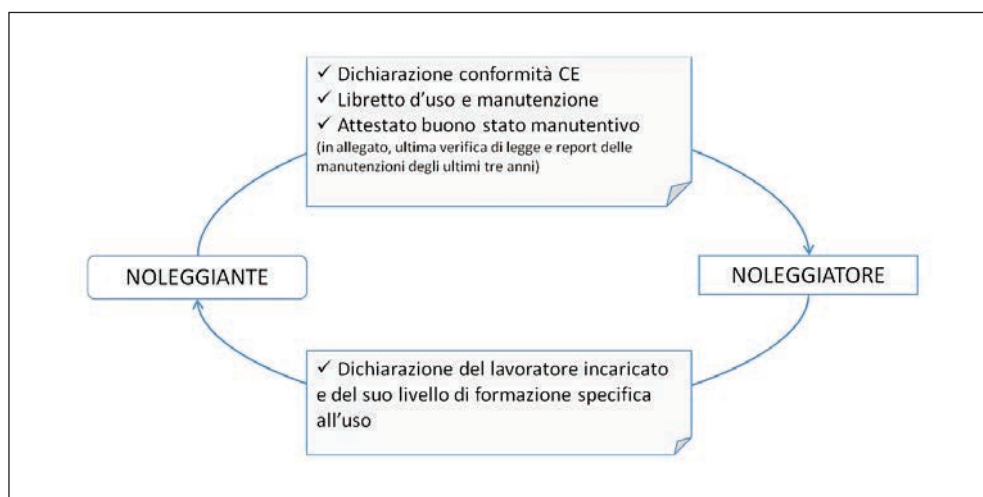 ✓ Dichiarazione conformità CE
✓ Libretto d'uso e manutenzione
✓ Attestato buono stato manutentivo
(in allegato, ultima verifica di legge e report delle
manutenzioni degli ultimi tre anni)
NOLEGGIANTE
NOLEGGIATORE
✓ Dichiarazione del lavoratore incaricato
e del suo livello di formazione specifica
all'uso